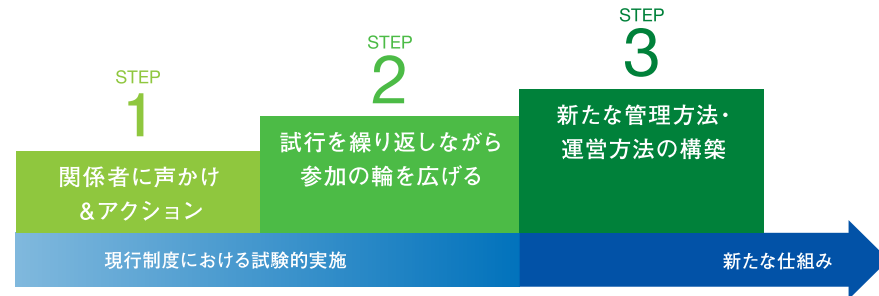 STEP
1
関係者に声かけ
&アクション
STEP
2
試行を繰り返しながら
参加の輪を広げる
STEP
3
新たな管理方法・
運営方法の構築
現行制度における試験的実施
新たな仕組み